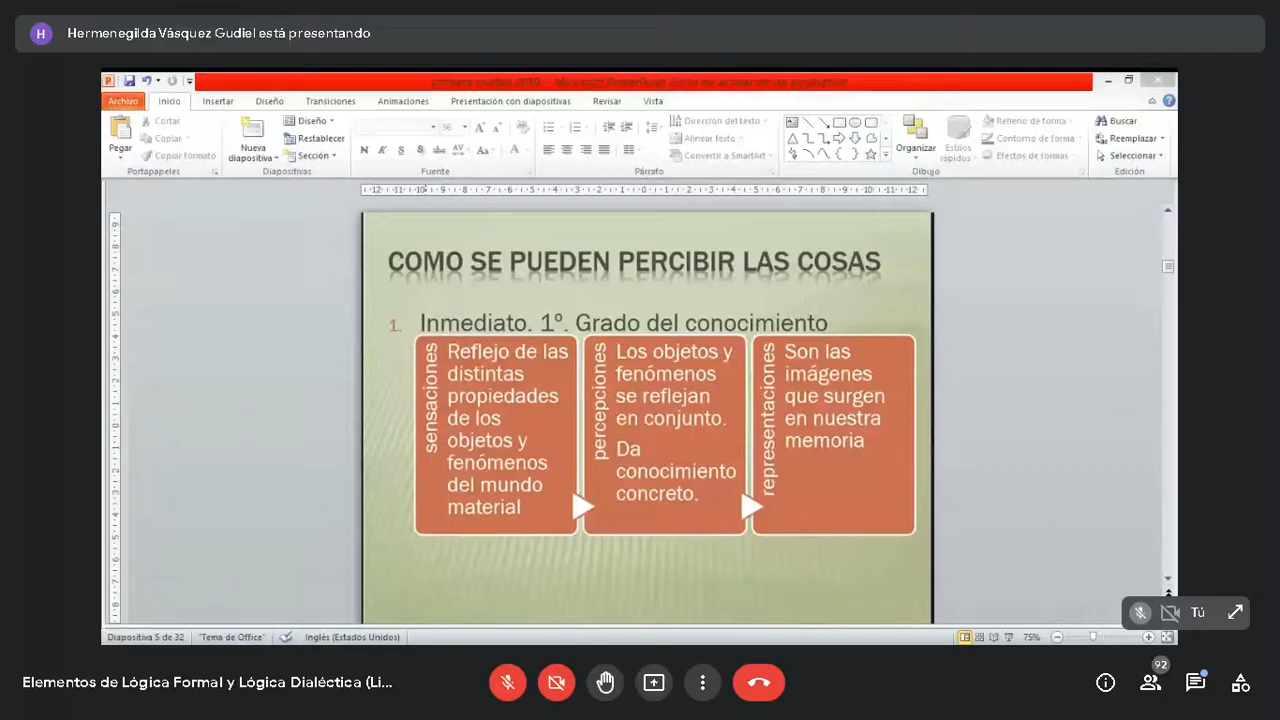 H Hermenegilda Vásquez Gudiel está presentando
Archivo Inicio Insertar Diseño Transiciones Animaciones Presentación con diapositivas Revisar Vista
Pegar
Cortar
Copiar
Copiar formato
Portapapeles
Nueva
diapositiva
Diseño
Restablecer
Sección
Diapositivas
36
N K S abc AV Aa A
Fuente
Dirección del texto
Alinear texto
Convertir a SmartArt
Párrafo
Organizar
Estilos
rápidos
Relleno de forma
Contorno de forma
Efectos de formas
Dibujo
Buscar
Reemplazar
Seleccionar
Edición
COMO SE PUEDEN PERCIBIR LAS COSAS
1. Inmediato. 1º. Grado del conocimiento
sensaciones
Reflejo de las
distintas
propiedades
de los
objetos y
fenómenos
del mundo
material
percepciones
Los objetos y
fenómenos
se reflejan
en conjunto.
Da
conocimiento
concreto.
representaciones
Son las
imágenes
que surgen
en nuestra
memoria
Tú
Diapositiva 5 de 32 "Tema de Office" Inglés (Estados Unidos) 75%
Elementos de Lógica Formal y Lógica Dialéctica (Li...
92